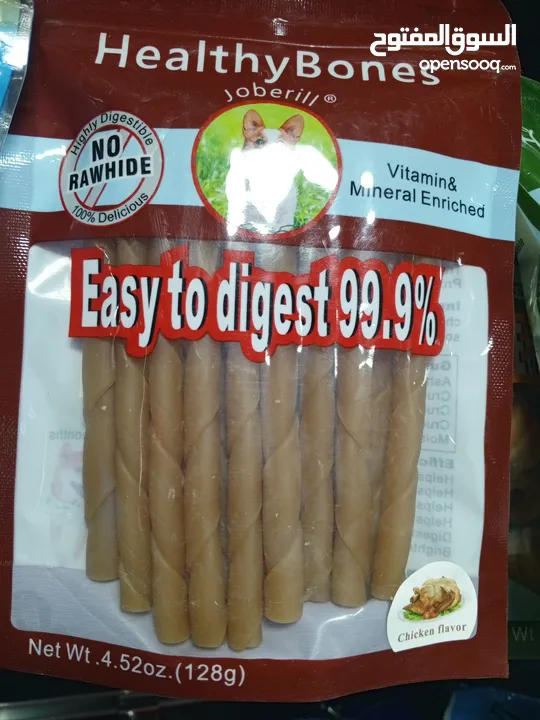 السوق المفتوح
opensooq.com
HealthyBones
Joberill®
Highly Digestible
NO
RAWHIDE
100% Delicious
Vitamin&
Mineral Enriched
Easy to digest 99.9%
Chicken flavor
Net Wt. 4.52oz.(128g)